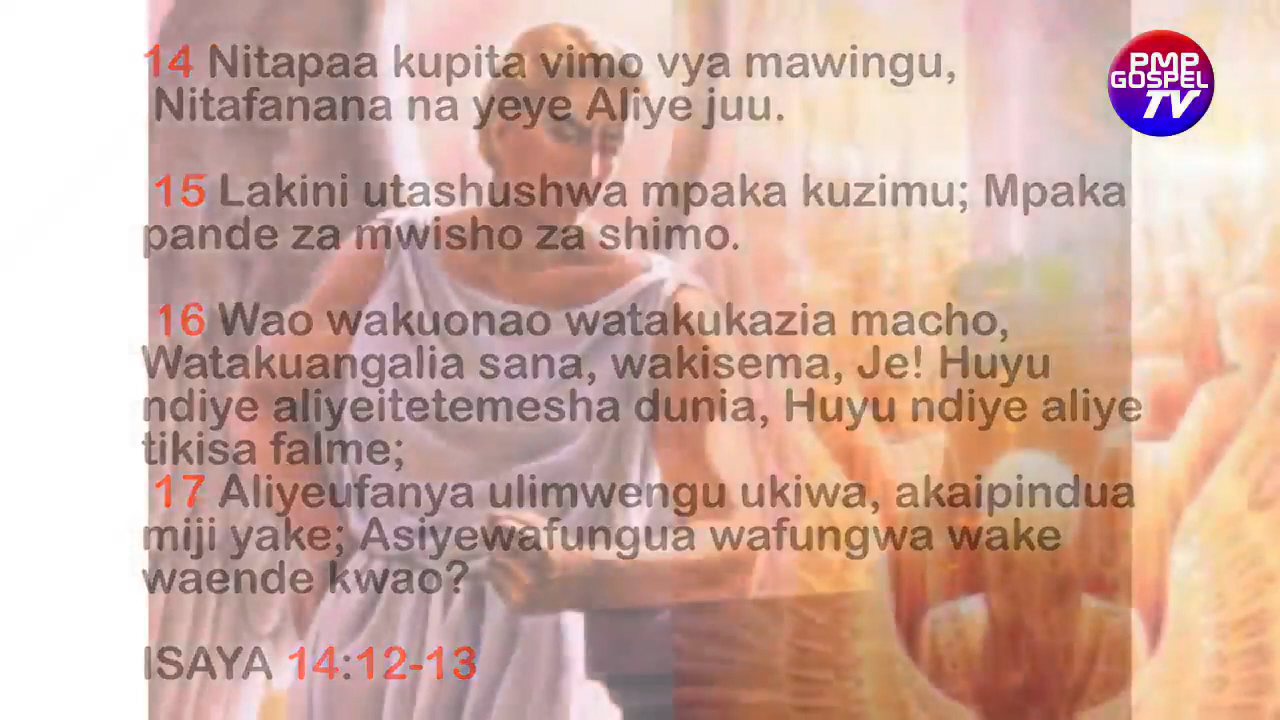 14 Nitapaa kupita vimo vya mawingu,
Nitafanana na yeye Aliye juu.
15 Lakini utashushwa mpaka kuzimu; Mpaka
pande za mwisho za shimo.
16 Wao wakuonao watakukazia macho,
Watakuangalia sana, wakisema, Je! Huyu
ndiye aliyeitetemesha dunia, Huyu ndiye aliye
tikisa falme;
17 Aliyeufanya ulimwengu ukiwa, akaipindua
miji yake; Asiyewafungua wafungwa wake
waende kwao?
ISAYA 14:12-13
PMP
GOSPEL
TV